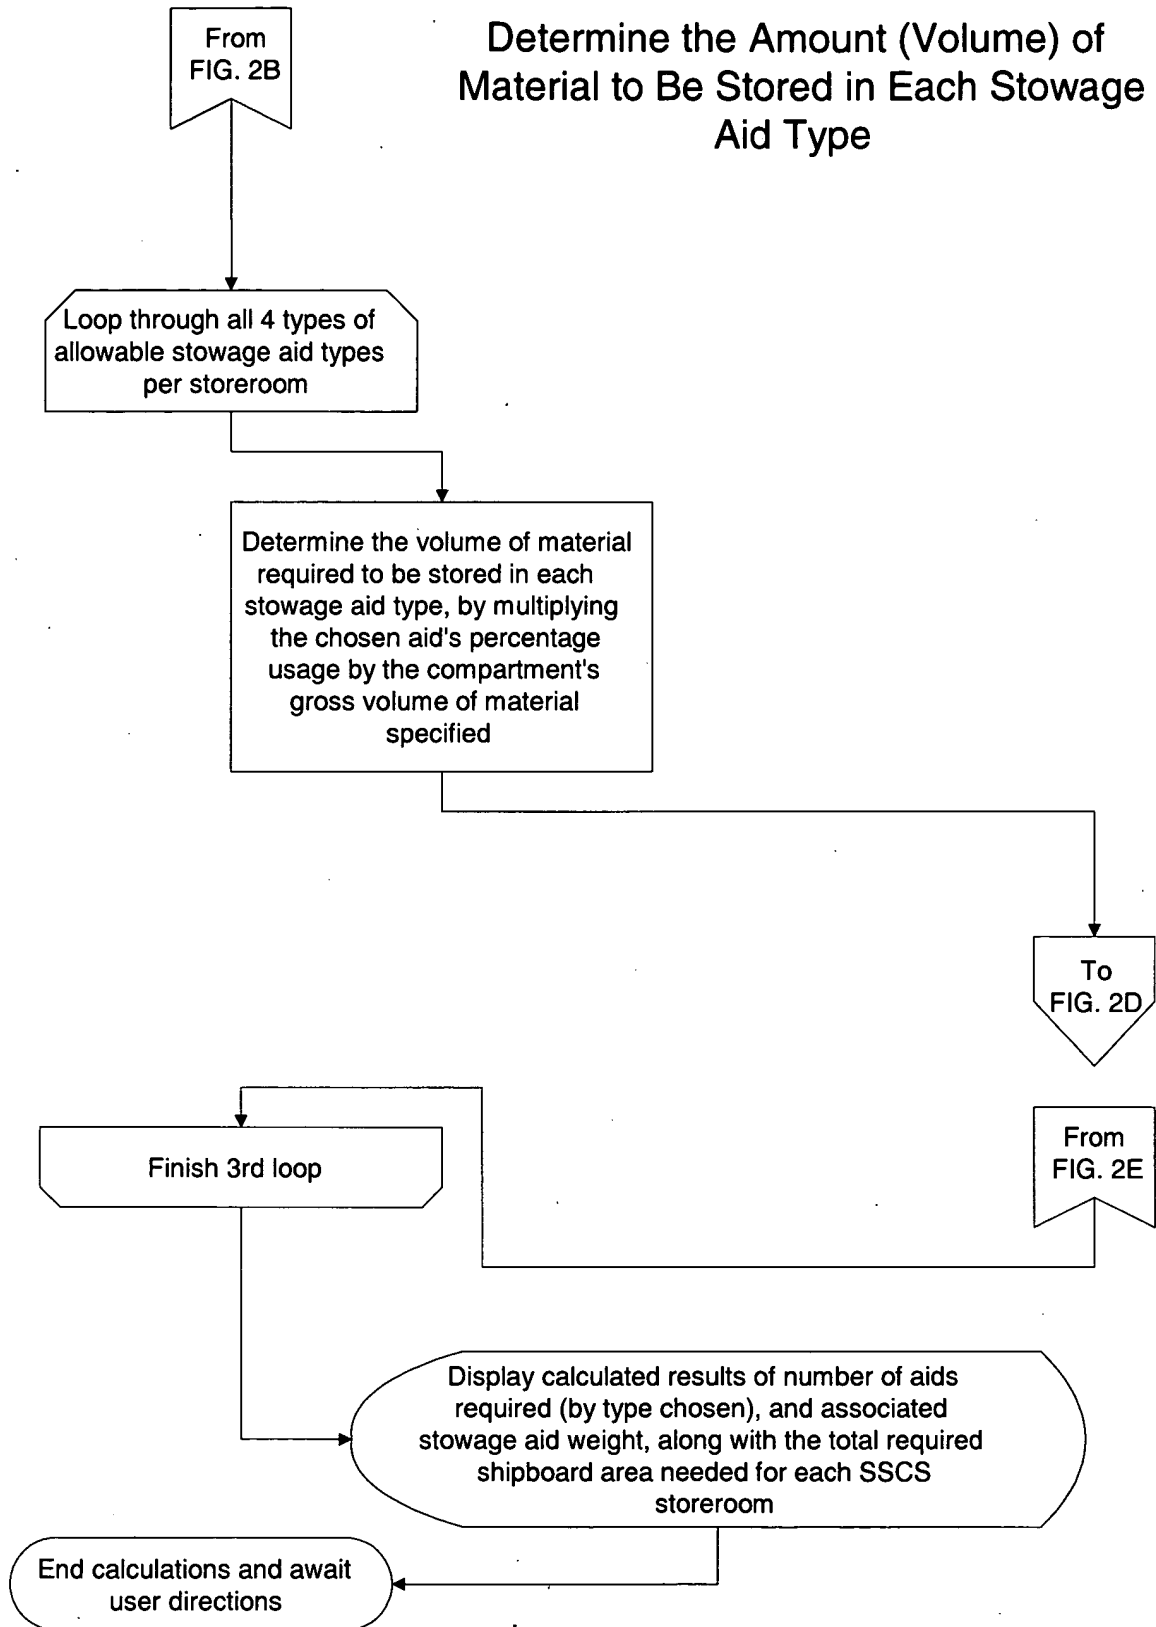 From
FIG. 2B
Determine the Amount (Volume) of
Material to Be Stored in Each Stowage
Aid Type
Loop through all 4 types of
allowable stowage aid types
per storeroom
Determine the volume of material
required to be stored in each
stowage aid type, by multiplying
the chosen aid's percentage
usage by the compartment's
gross volume of material
specified
To
FIG. 2D
From
FIG. 2E
Finish 3rd loop
Display calculated results of number of aids
required (by type chosen), and associated
stowage aid weight, along with the total required
shipboard area needed for each SSCS
storeroom
End calculations and await
user directions